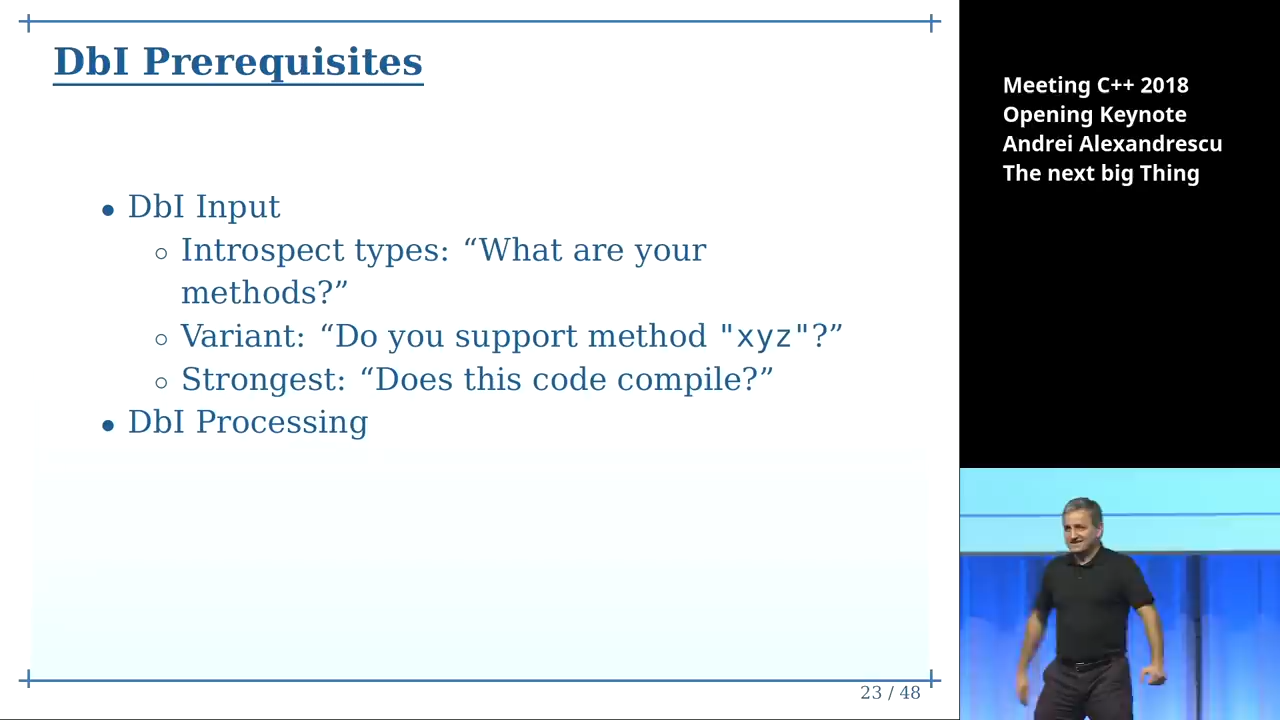 DbI Prerequisites
• DbI Input
○ Introspect types: “What are your
methods?”
○ Variant: “Do you support method "xyz"?”
○ Strongest: “Does this code compile?”
• DbI Processing
23 / 48
Meeting C++ 2018
Opening Keynote
Andrei Alexandrescu
The next big Thing